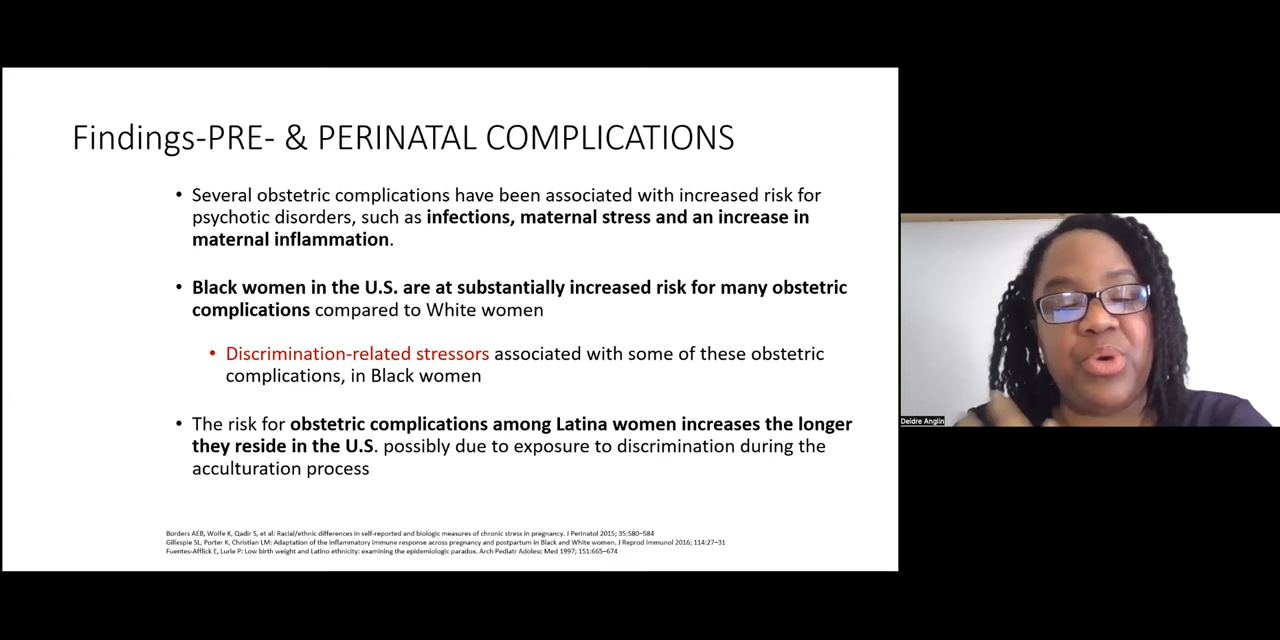 Findings-PRE- & PERINATAL COMPLICATIONS
• Several obstetric complications have been associated with increased risk for
psychotic disorders, such as infections, maternal stress and an increase in
maternal inflammation.
• Black women in the U.S. are at substantially increased risk for many obstetric
complications compared to White women
• Discrimination-related stressors associated with some of these obstetric
complications, in Black women
• The risk for obstetric complications among Latina women increases the longer
they reside in the U.S. possibly due to exposure to discrimination during the
acculturation process
Borders AEB, Wolfe K, Qadir S, et al: Racial/ethnic differences in self-reported and biologic measures of chronic stress in pregnancy. J Perinatol 2015; 35:580–584
Gillespie SL, Porter K, Christian LM: Adaptation of the inflammatory immune response across pregnancy and postpartum in Black and White women. J Reprod Immunol 2016; 114:27–31
Fuentes-Afflick E, Lurie P: Low birth weight and Latino ethnicity: examining the epidemiologic paradox. Arch Pediatr Adolesc Med 1997; 151:665–674
Deidre Anglin